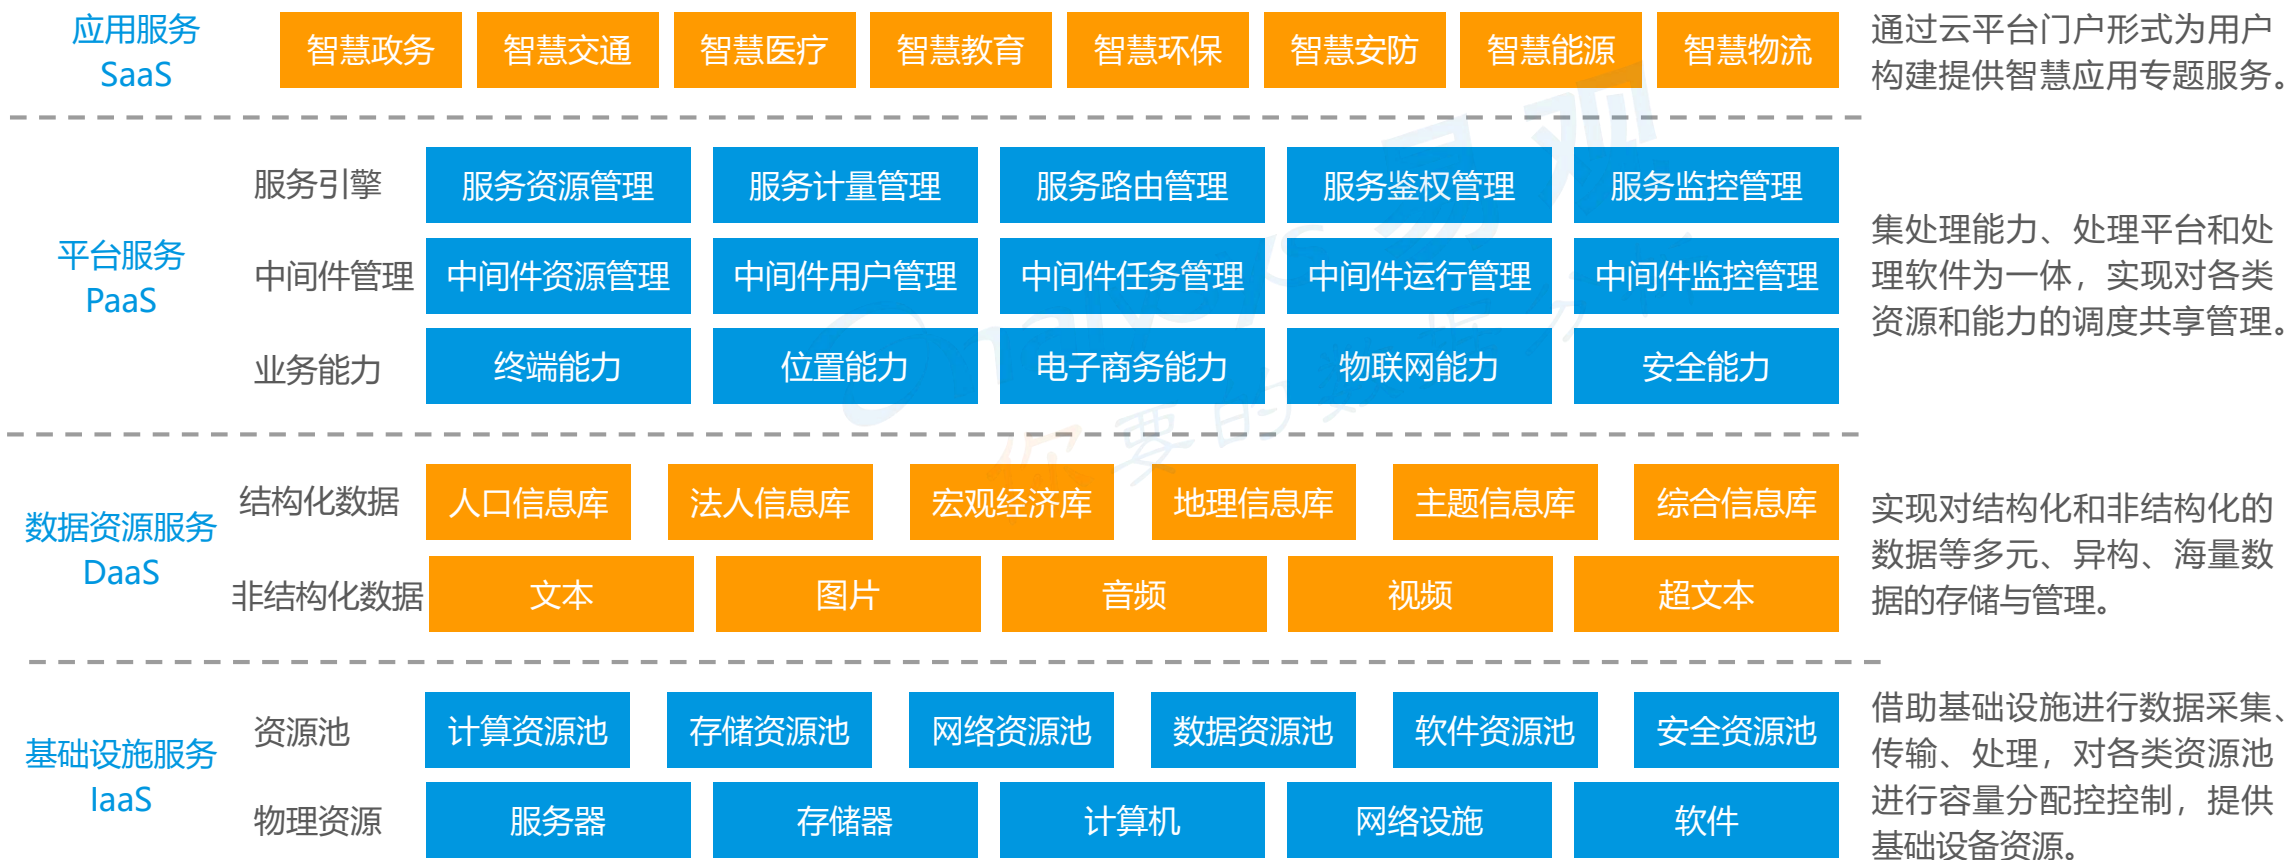 应用服务
SaaS
智慧政务 智慧交通 智慧医疗 智慧教育 智慧环保 智慧安防 智慧能源 智慧物流
通过云平台门户形式为用户
构建提供智慧应用专题服务。
平台服务
PaaS
服务引擎 服务资源管理 服务计量管理 服务路由管理 服务鉴权管理 服务监控管理
中间件管理 中间件资源管理 中间件用户管理 中间件任务管理 中间件运行管理 中间件监控管理
业务能力 终端能力 位置能力 电子商务能力 物联网能力 安全能力
集处理能力、处理平台和处
理软件为一体，实现对各类
资源和能力的调度共享管理。
数据资源服务
DaaS
结构化数据 人口信息库 法人信息库 宏观经济库 地理信息库 主题信息库 综合信息库
非结构化数据 文本 图片 音频 视频 超文本
实现对结构化和非结构化的
数据等多元、异构、海量数
据的存储与管理。
基础设施服务
IaaS
资源池 计算资源池 存储资源池 网络资源池 数据资源池 软件资源池 安全资源池
物理资源 服务器 存储器 计算机 网络设施 软件
借助基础设施进行数据采集、
传输、处理，对各类资源池
进行容量分配控控制，提供
基础设备资源。
analysys 易观
你要的数据分析